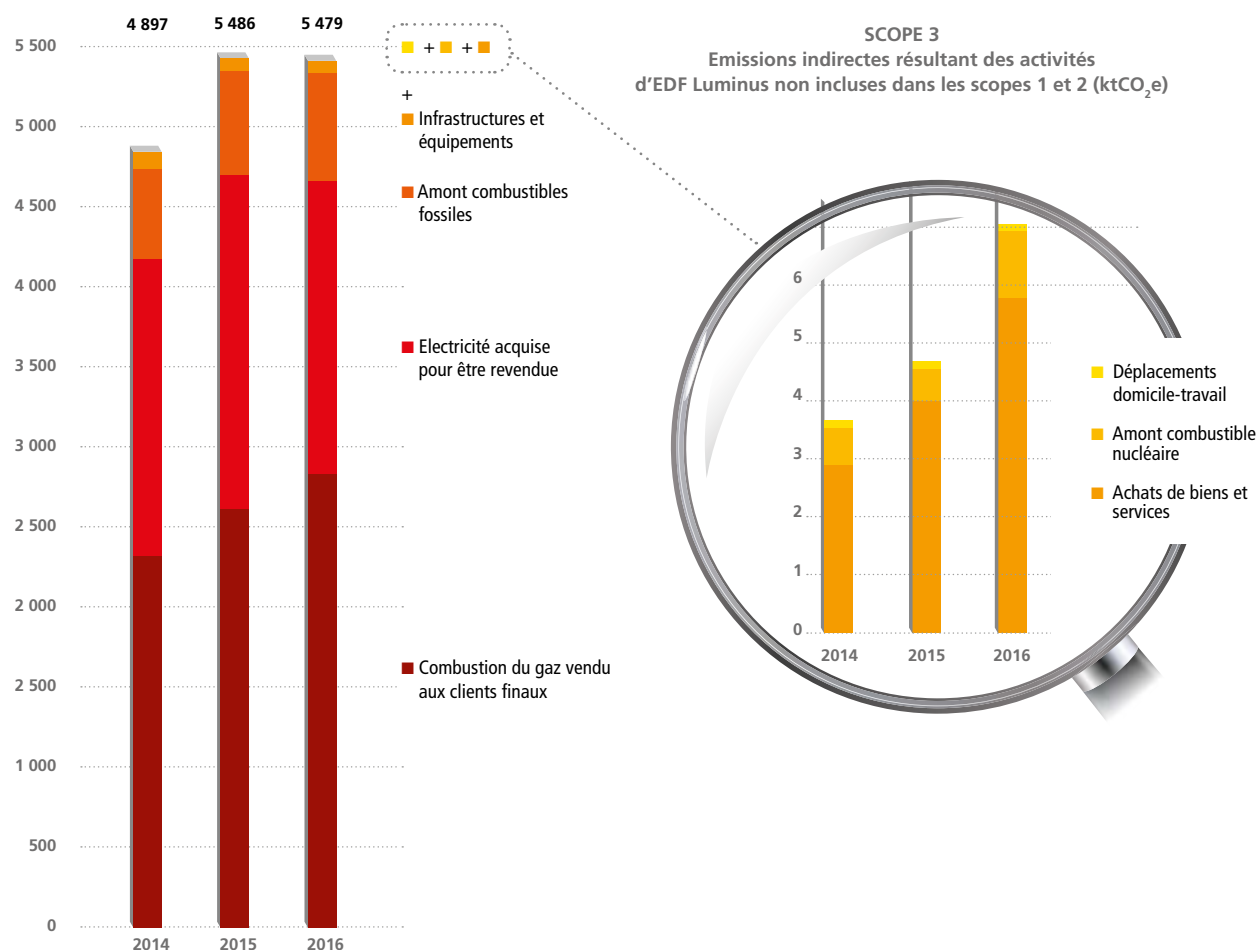 4 897 5 486 5 479
5 500
5 000
4 500
4 000
3 500
3 000
2 500
2 000
2 500
1 000
500
0
2014 2015 2016
+ +
+
Infrastructures et
équipements
Amont combustibles
fossiles
Electricité acquise
pour être revendue
Combustion du gaz vendu
aux clients finaux
SCOPE 3
Emissions indirectes résultant des activités
d'EDF Luminus non incluses dans les scopes 1 et 2 (ktCO₂e)
6
5
4
3
2
1
0
2014 2015 2016
Déplacements
domicile-travail
Amont combustible
nucléaire
Achats de biens et
services